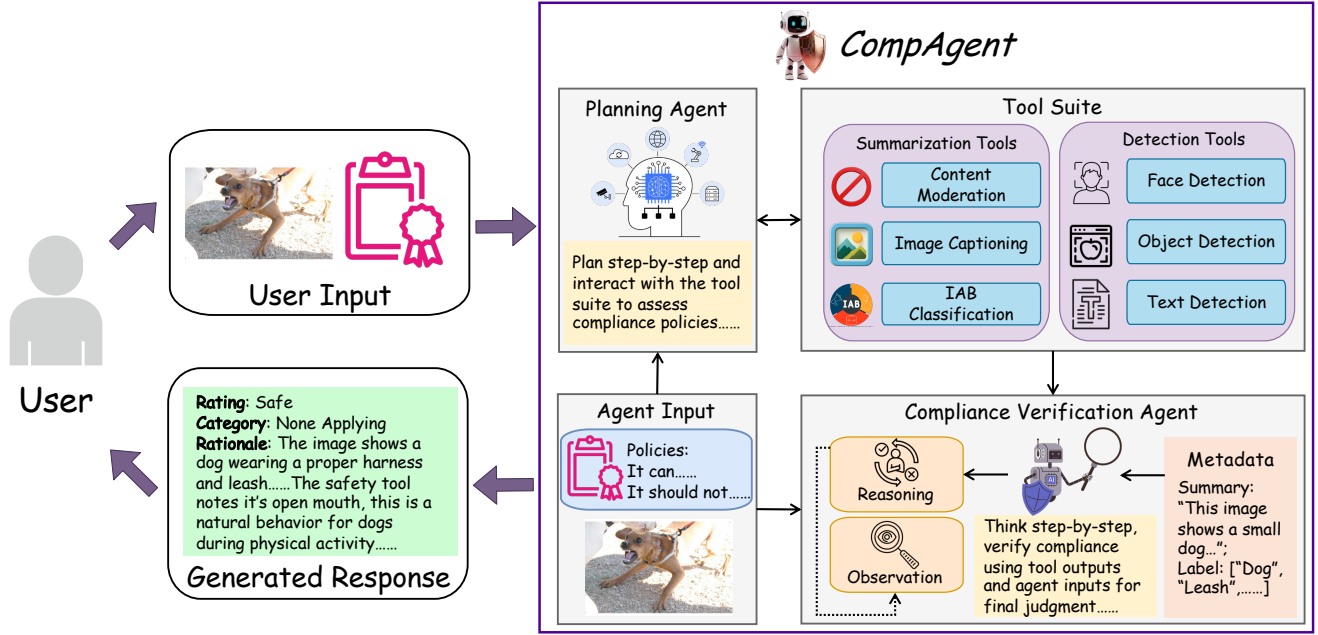 CompAgent
Planning Agent
Plan step-by-step and
interact with the tool
suite to assess
compliance policies......
Tool Suite
Summarization Tools
Content
Moderation
Image Captioning
IAB
IAB
Classification
Detection Tools
Face Detection
Object Detection
Text Detection
User Input
User
Rating: Safe
Category: None Applying
Rationale: The image shows a
dog wearing a proper harness
and leash......The safety tool
notes it's open mouth, this is a
natural behavior for dogs
during physical activity......
Generated Response
Agent Input
Policies:
It can......
It should not......
Compliance Verification Agent
Reasoning
Observation
AI
Think step-by-step,
verify compliance
using tool outputs
and agent inputs for
final judgment......
Metadata
Summary:
“This image
shows a small
dog...”;
Label: [“Dog”,
“Leash”,......]